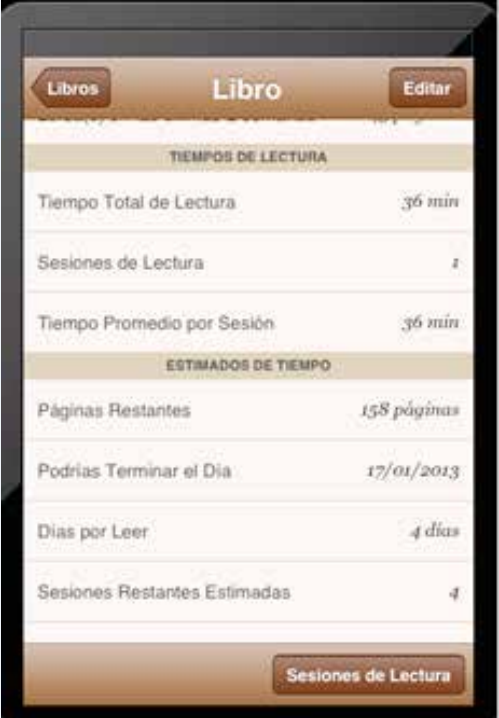 Libros
Libro
Editar
TIEMPOS DE LECTURA
Tiempo Total de Lectura 36 min
Sesiones de Lectura 1
Tiempo Promedio por Sesión 36 min
ESTIMADOS DE TIEMPO
Páginas Restantes 158 páginas
Podrías Terminar el Día 17/01/2013
Días por Leer 4 días
Sesiones Restantes Estimadas 4
Sesiones de Lectura